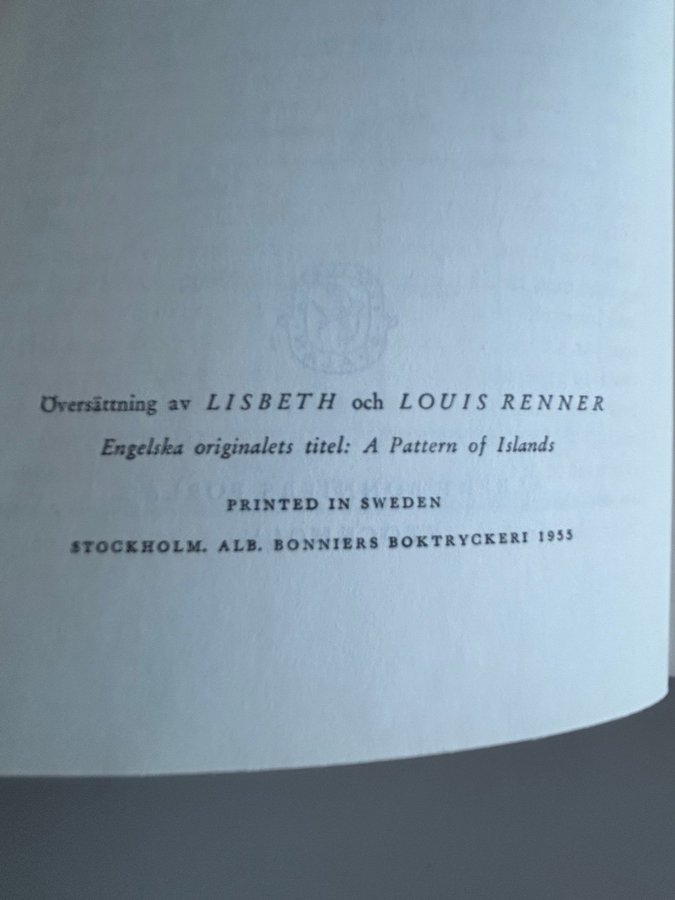 Översättning av LISBETH och LOUIS RENNER
Engelska originalets titel: A Pattern of Islands
PRINTED IN SWEDEN
STOCKHOLM. ALB. BONNIERS BOKTRYCKERI 1955